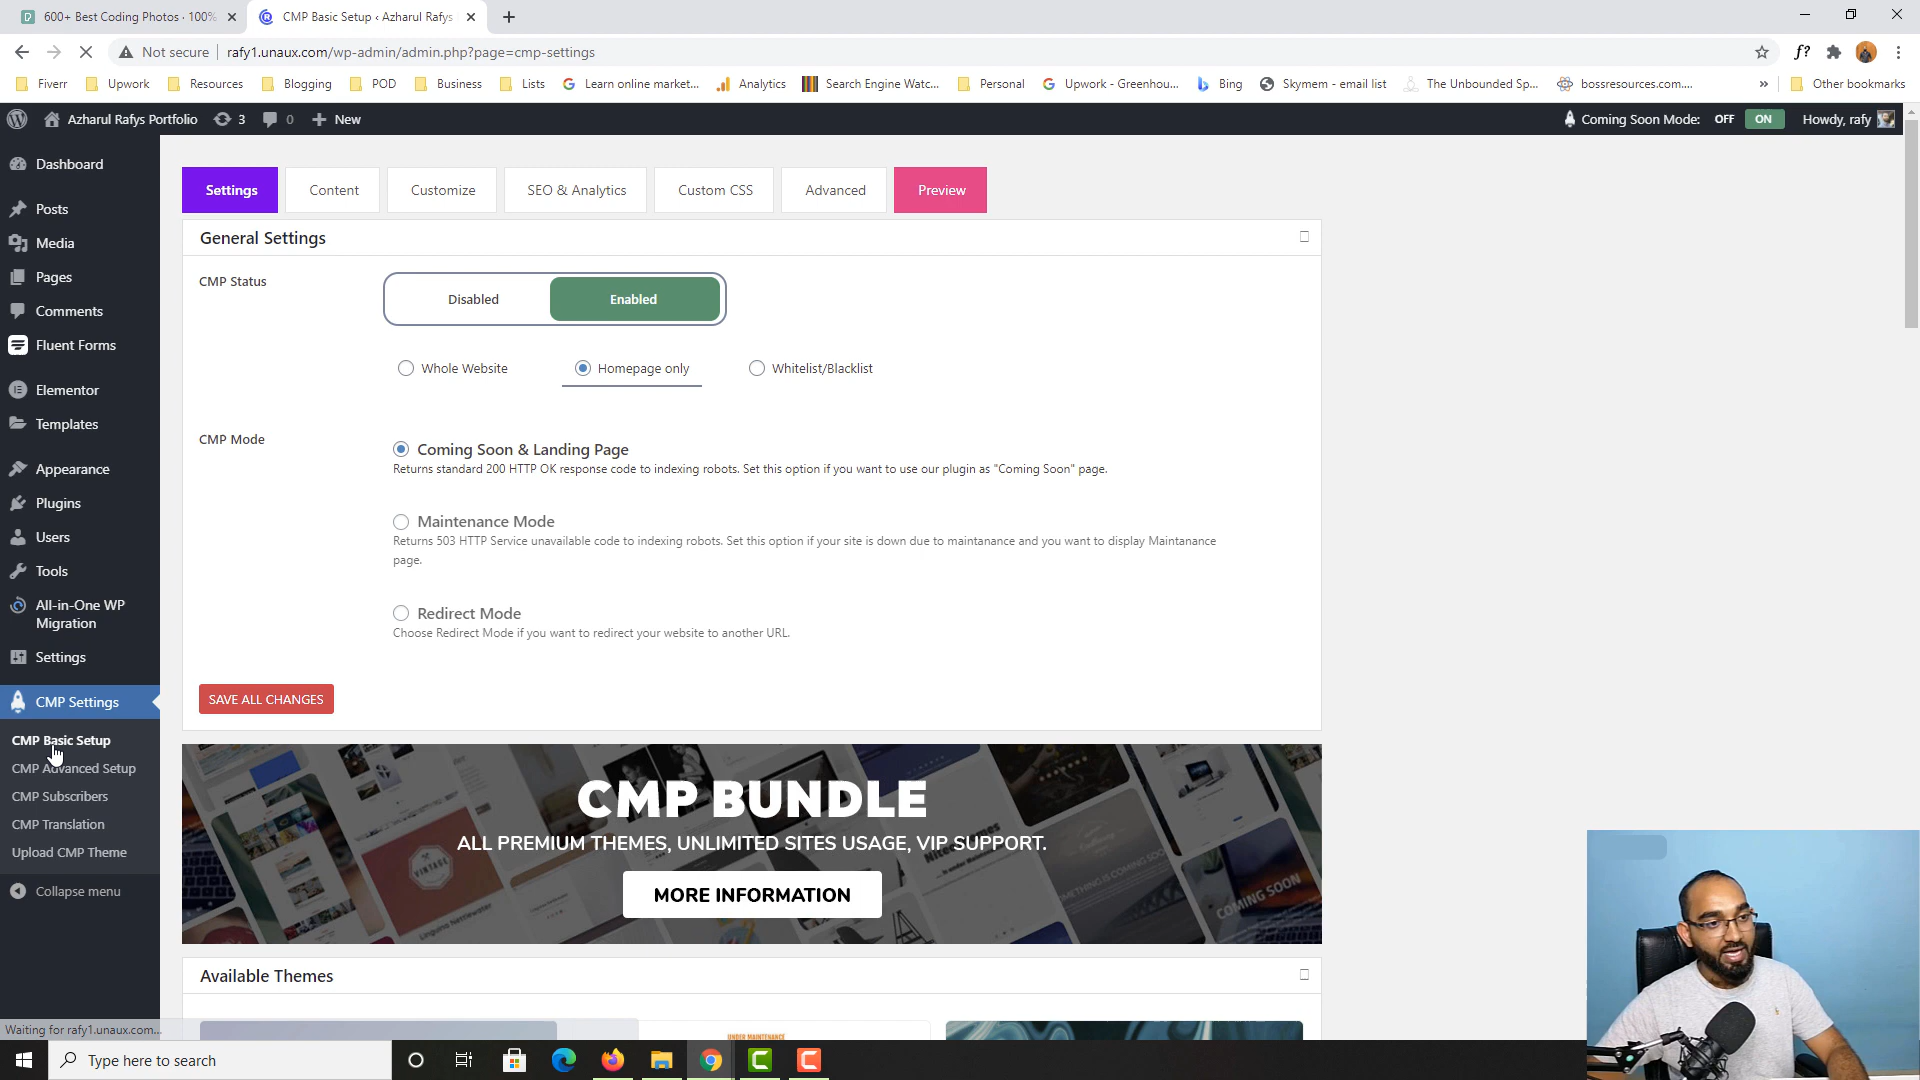 600+ Best Coding Photos · 100%
CMP Basic Setup ‹ Azharul Rafys
Not secure
rafy1.unaux.com/wp-admin/admin.php?page=cmp-settings
f?
Fiverr
Upwork
Resources
Blogging
POD
Business
Lists
Learn online market...
Analytics
Search Engine Watc...
Personal
Upwork - Greenhou...
Bing
Skymem - email list
The Unbounded Sp...
bossresources.com....
»
Other bookmarks
Azharul Rafys Portfolio
3
0
New
Coming Soon Mode:
OFF
ON
Howdy, rafy
Dashboard
Posts
Media
Pages
Comments
Fluent Forms
Elementor
Templates
Appearance
Plugins
Users
Tools
All-in-One WP
Migration
Settings
CMP Settings
CMP Basic Setup
CMP Advanced Setup
CMP Subscribers
CMP Translation
Upload CMP Theme
Collapse menu
Settings
Content
Customize
SEO & Analytics
Custom CSS
Advanced
Preview
General Settings
CMP Status
Disabled
Enabled
Whole Website
Homepage only
Whitelist/Blacklist
CMP Mode
Coming Soon & Landing Page
Returns standard 200 HTTP OK response code to indexing robots. Set this option if you want to use our plugin as "Coming Soon" page.
Maintenance Mode
Returns 503 HTTP Service unavailable code to indexing robots. Set this option if your site is down due to maintanance and you want to display Maintanance
page.
Redirect Mode
Choose Redirect Mode if you want to redirect your website to another URL.
SAVE ALL CHANGES
CMP BUNDLE
ALL PREMIUM THEMES, UNLIMITED SITES USAGE, VIP SUPPORT.
MORE INFORMATION
VINTAGE
COMING SOON
Available Themes
UNDER MAINTENANCE
Waiting for rafy1.unaux.com...
Type here to search